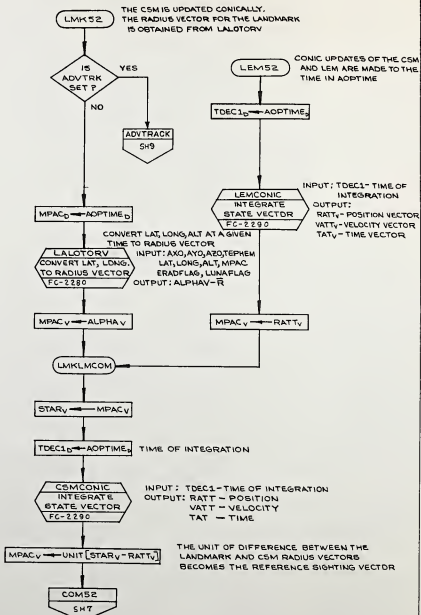 THE CSM IS UPDATED CONICALLY.
THE RADIUS VECTOR FOR THE LANDMARK
IS OBTAINED FROM LALOTORV
LMK52
IS
ADVTRK
SET?
YES
NO
ADVTRACK
SH9
LEM52
CONIC UPDATES OF THE CSM
AND LEM ARE MADE TO THE
TIME IN AOPTIME
TDEC1D ← AOPTIMED
LEMCONIC
INTEGRATE
STATE VECTOR
FC-2290
INPUT: TDEC1-TIME OF
INTEGRATION
OUTPUT:
RATTV-POSITION VECTOR
VATTV-VELOCITY VECTOR
TATV-TIME VECTOR
MPACD ← AOPTIMED
CONVERT LAT, LONG, ALT AT A GIVEN
TIME TO RADIUS VECTOR
LALOTORV
CONVERT LAT, LONG.
TO RADIUS VECTOR
FC-2280
INPUT: AXO, AYO, AZO, TEPHEM
LAT, LONG, ALT, MPAC
ERADFLAG, LUNAFLAG
OUTPUT: ALPHAV-R̅
MPACV ← ALPHAV
MPACV ← RATTV
LMKLMCOM
STARV ← MPACV
TDEC1D ← AOPTIMED TIME OF INTEGRATION
CSMCONIC
INTEGRATE
STATE VECTOR
FC-2290
INPUT: TDEC1-TIME OF INTEGRATION
OUTPUT: RATT - POSITION
VATT - VELOCITY
TAT - TIME
MPACV ← UNIT [STARV-RATTV]
THE UNIT OF DIFFERENCE BETWEEN THE
LANDMARK AND CSM RADIUS VECTORS
BECOMES THE REFERENCE SIGHTING VECTOR
COM52
SH7